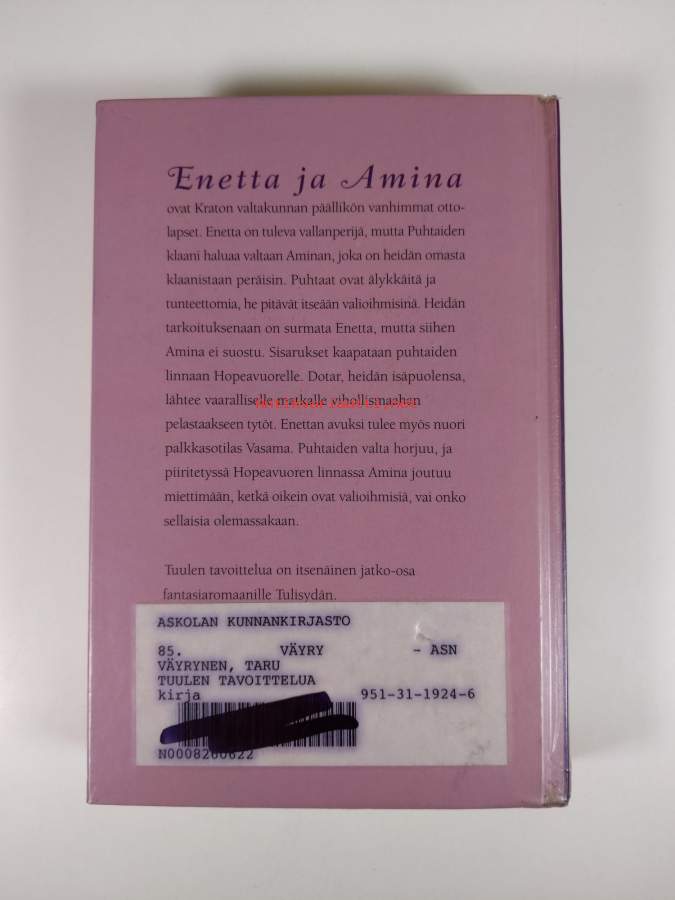 Enetta ja Amina
ovat Kraton valtakunnan päällikön vanhimmat otto-
lapset. Enetta on tuleva vallanperijä, mutta Puhtaiden
klaani haluaa valtaan Aminan, joka on heidän omasta
klaanistaan peräisin. Puhtaat ovat älykkäitä ja
tunteettomia, he pitävät itseään valioihmisinä. Heidän
tarkoituksenaan on surmata Enetta, mutta siihen
Amina ei suostu. Sisarukset kaapataan puhtaiden
linnaan Hopeavuorelle. Dotar, heidän isäpuolensa,
lähtee vaaralliselle matkalle vihollismaahan
pelastaakseen tytöt. Enettan avuksi tulee myös nuori
palkkasotilas Vasama. Puhtaiden valta horjuu, ja
piiritetyssä Hopeavuoren linnassa Amina joutuu
miettimään, ketkä oikein ovat valioihmisiä, vai onko
sellaisia olemassakaan.
Tuulen tavoittelua on itsenäinen jatko-osa
fantasiaromaanille Tulisydän.
ASKOLAN KUNNANKIRJASTO
85. VÄYRY - ASN
VÄYRYNEN, TARU
TUULEN TAVOITTELUA
kirja 951-31-1924-6
N0008260622